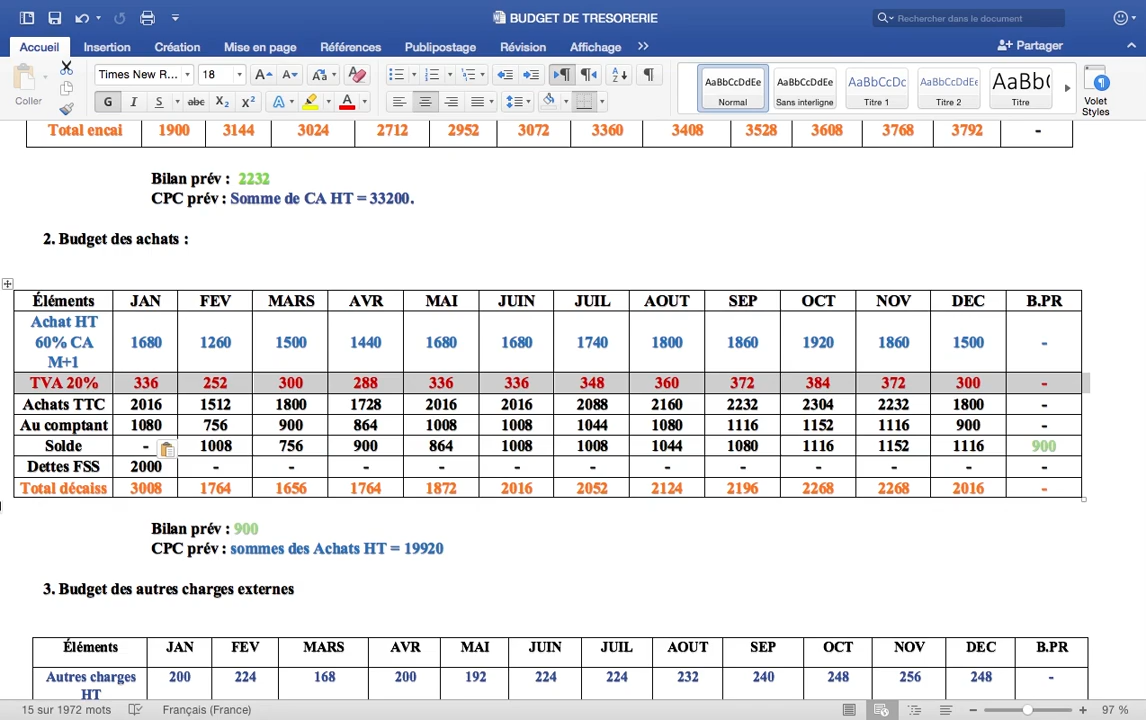 BUDGET DE TRESORERIE
Rechercher dans le document
Accueil Insertion Création Mise en page Références Publipostage Révision Affichage Partager
Coller Times New R... 18 Volet Styles
AaBbCcDdEe AaBbCcDdEe AaBbCcDc AaBbCcDdEe AaBb(
Normal Sans interligne Titre 1 Titre 2 Titre
Total encai 1900 3144 3024 2712 2952 3072 3360 3408 3528 3608 3768 3792 -
Bilan prév : 2232
CPC prév : Somme de CA HT = 33200.
2. Budget des achats :
Éléments JAN FEV MARS AVR MAI JUIN JUIL AOUT SEP OCT NOV DEC B.PR
Achat HT
60% CA 1680 1260 1500 1440 1680 1680 1740 1800 1860 1920 1860 1500 -
M+1
TVA 20% 336 252 300 288 336 336 348 360 372 384 372 300 -
Achats TTC 2016 1512 1800 1728 2016 2016 2088 2160 2232 2304 2232 1800 -
Au comptant 1080 756 900 864 1008 1008 1044 1080 1116 1152 1116 900 -
Solde - 1008 756 900 864 1008 1008 1044 1080 1116 1152 1116 900
Dettes FSS 2000 - - - - - - - - - - - -
Total décaiss 3008 1764 1656 1764 1872 2016 2052 2124 2196 2268 2268 2016 -
Bilan prév : 900
CPC prév : sommes des Achats HT = 19920
3. Budget des autres charges externes
Éléments JAN FEV MARS AVR MAI JUIN JUIL AOUT SEP OCT NOV DEC B.PR
Autres charges 200 224 168 200 192 224 224 232 240 248 256 248 -
HT
15 sur 1972 mots Français (France) 97 %